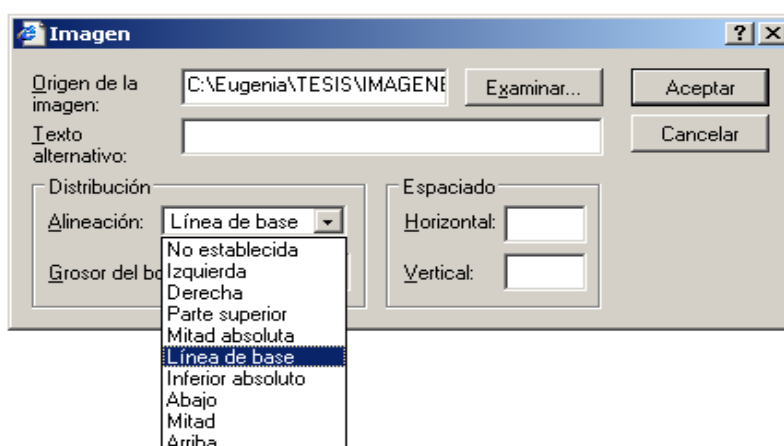 Imagen
Origen de la imagen:
C:\Eugenia\TESIS\IMAGENE
Examinar...
Aceptar
Texto alternativo:
Cancelar
Distribución
Espaciado
Alineación: Línea de base
Horizontal:
Grosor del bo
Vertical:
No establecida
Izquierda
Derecha
Parte superior
Mitad absoluta
Línea de base
Inferior absoluto
Abajo
Mitad
Arriba